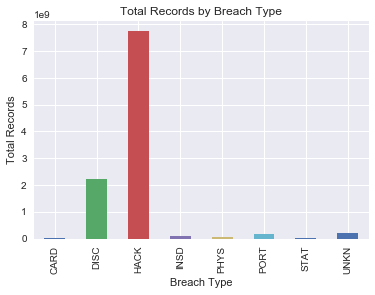 Total Records by Breach Type
1e9
8
7
6
5
4
3
2
1
0
Total Records
CARD
DISC
HACK
INSD
PHYS
PORT
STAT
UNKN
Breach Type